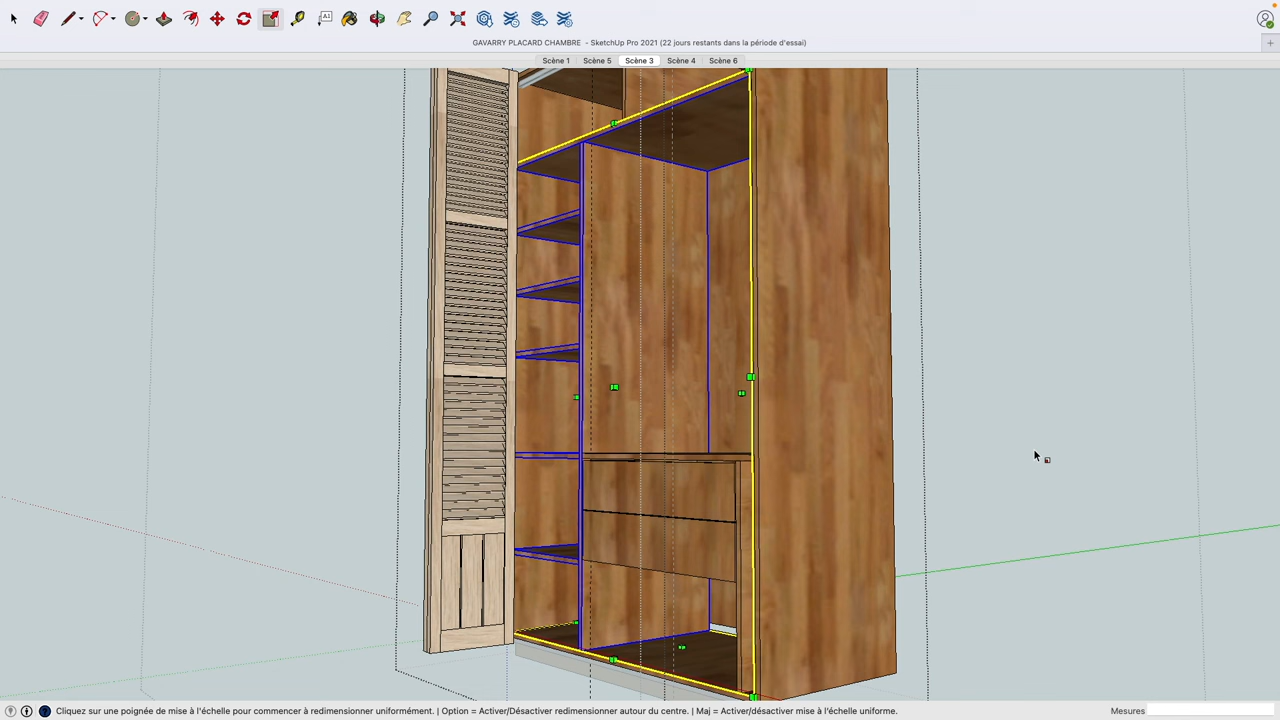 A1
GAVARRY PLACARD CHAMBRE - SketchUp Pro 2021 (22 jours restants dans la période d'essai)
Scène 1 Scène 5 Scène 3 Scène 4 Scène 6
Cliquez sur une poignée de mise à l'échelle pour commencer à redimensionner uniformément. | Option = Activer/Désactiver redimensionner autour du centre. | Maj = Activer/désactiver mise à l'échelle uniforme. Mesures